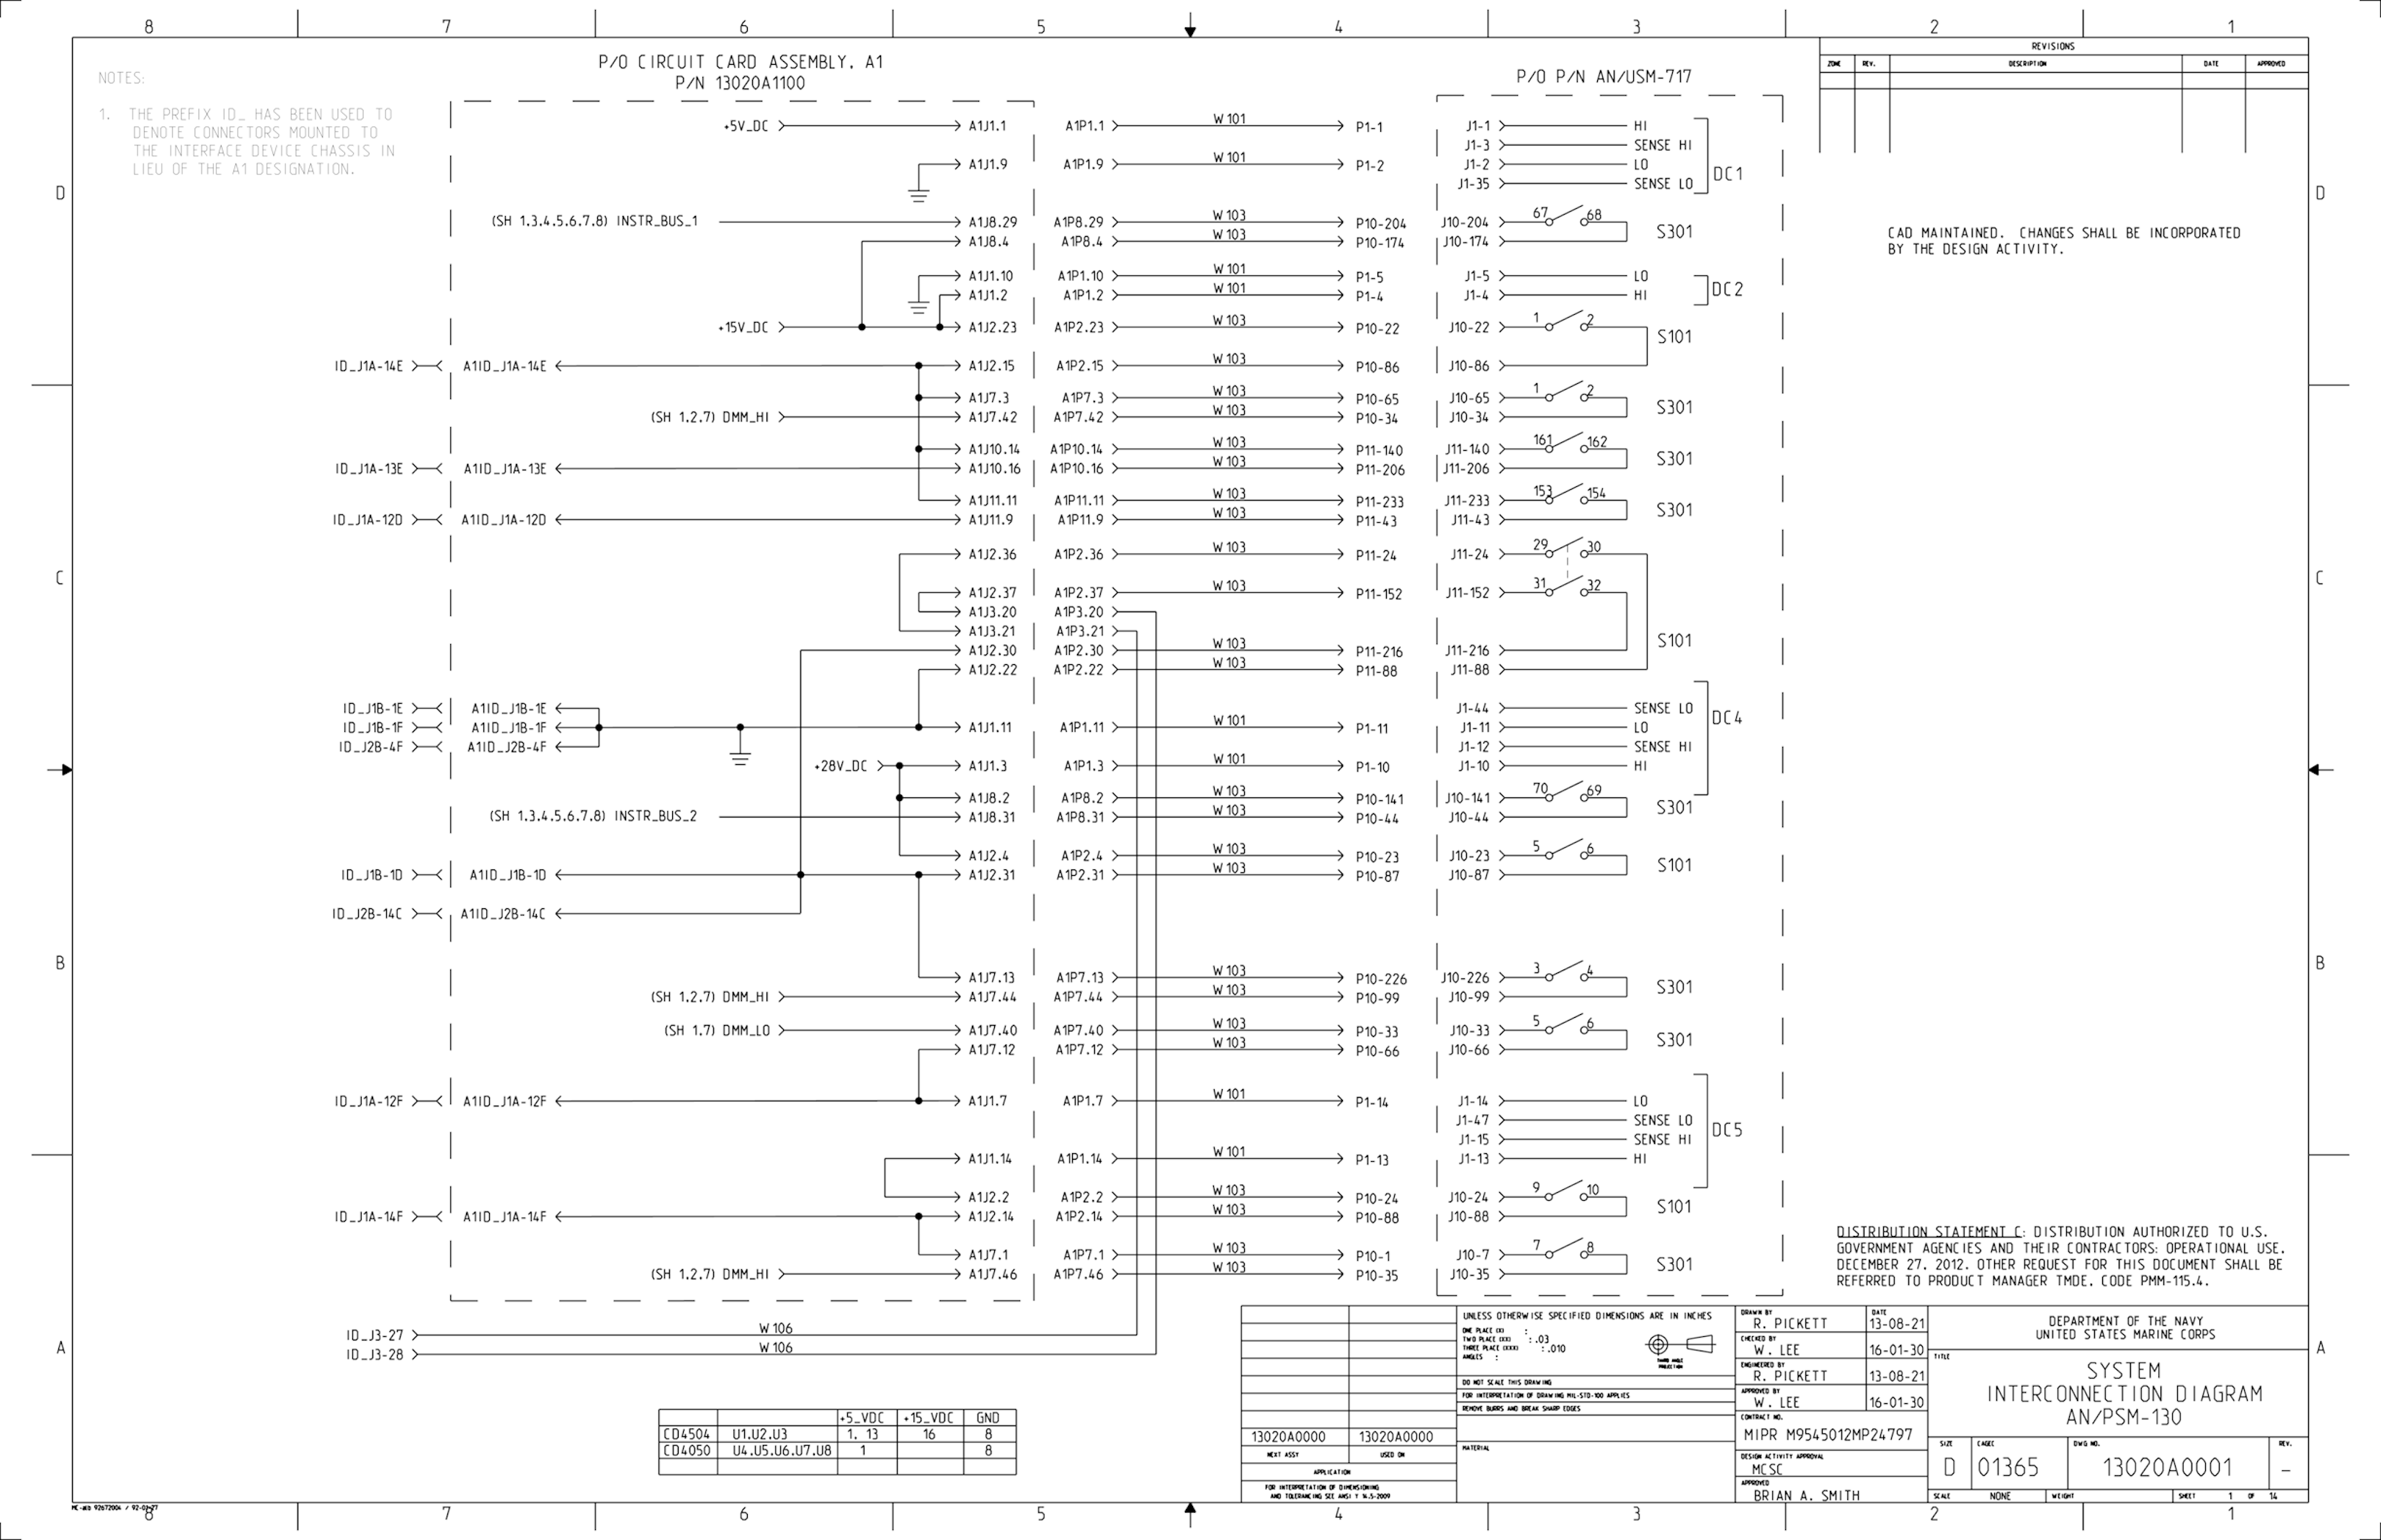 8 7 6 5 4 3 2 1
NOTES:
1. THE PREFIX ID_ HAS BEEN USED TO
DENOTE CONNECTORS MOUNTED TO
THE INTERFACE DEVICE CHASSIS IN
LIEU OF THE A1 DESIGNATION.
P/O CIRCUIT CARD ASSEMBLY, A1
P/N 13020A1100
P/O P/N AN/USM-717
REVISIONS
ZONE REV. DESCRIPTION DATE APPROVED
CAD MAINTAINED. CHANGES SHALL BE INCORPORATED
BY THE DESIGN ACTIVITY.
+5V_DC A1J1.1 A1P1.1 W101 P1-1 J1-1 HI
J1-3 SENSE HI
A1J1.9 A1P1.9 W101 P1-2 J1-2 LO
DC1
J1-35 SENSE LO
D D
(SH 1,3,4,5,6,7,8) INSTR_BUS_1 A1J8.29 A1P8.29 W103 P10-204 J10-204 67 68
S301
A1J8.4 A1P8.4 W103 P10-174 J10-174
A1J1.10 A1P1.10 W101 P1-5 J1-5 LO
DC2
A1J1.2 A1P1.2 W101 P1-4 J1-4 HI
+15V_DC A1J2.23 A1P2.23 W103 P10-22 J10-22 1 2
S101
ID_J1A-14E A1ID_J1A-14E A1J2.15 A1P2.15 W103 P10-86 J10-86
A1J7.3 A1P7.3 W103 P10-65 J10-65 1 2
S301
(SH 1,2,7) DMM_HI A1J7.42 A1P7.42 W103 P10-34 J10-34
A1J10.14 A1P10.14 W103 P11-140 J11-140 161 162
S301
ID_J1A-13E A1ID_J1A-13E A1J10.16 A1P10.16 W103 P11-206 J11-206
A1J11.11 A1P11.11 W103 P11-233 J11-233 153 154
S301
ID_J1A-12D A1ID_J1A-12D A1J11.9 A1P11.9 W103 P11-43 J11-43
A1J2.36 A1P2.36 W103 P11-24 J11-24 29 30
C C
A1J2.37 A1P2.37 W103 P11-152 J11-152 31 32
A1J3.20 A1P3.20
A1J3.21 A1P3.21
S101
A1J2.30 A1P2.30 W103 P11-216 J11-216
A1J2.22 A1P2.22 W103 P11-88 J11-88
ID_J1B-1E A1ID_J1B-1E J1-44 SENSE LO
DC4
ID_J1B-1F A1ID_J1B-1F A1J1.11 A1P1.11 W101 P1-11 J1-11 LO
ID_J2B-4F A1ID_J2B-4F J1-12 SENSE HI
+28V_DC A1J1.3 A1P1.3 W101 P1-10 J1-10 HI
A1J8.2 A1P8.2 W103 P10-141 J10-141 70 69
S301
(SH 1,3,4,5,6,7,8) INSTR_BUS_2 A1J8.31 A1P8.31 W103 P10-44 J10-44
A1J2.4 A1P2.4 W103 P10-23 J10-23 5 6
S101
ID_J1B-1D A1ID_J1B-1D A1J2.31 A1P2.31 W103 P10-87 J10-87
ID_J2B-14C A1ID_J2B-14C
B B
A1J7.13 A1P7.13 W103 P10-226 J10-226 3 4
S301
(SH 1,2,7) DMM_HI A1J7.44 A1P7.44 W103 P10-99 J10-99
(SH 1,7) DMM_LO A1J7.40 A1P7.40 W103 P10-33 J10-33 5 6
S301
A1J7.12 A1P7.12 W103 P10-66 J10-66
ID_J1A-12F A1ID_J1A-12F A1J1.7 A1P1.7 W101 P1-14 J1-14 LO
J1-47 SENSE LO
DC5
J1-15 SENSE HI
A1J1.14 A1P1.14 W101 P1-13 J1-13 HI
A1J2.2 A1P2.2 W103 P10-24 J10-24 9 10
S101
ID_J1A-14F A1ID_J1A-14F A1J2.14 A1P2.14 W103 P10-88 J10-88
A1J7.1 A1P7.1 W103 P10-1 J10-7 7 8
S301
(SH 1,2,7) DMM_HI A1J7.46 A1P7.46 W103 P10-35 J10-35
ID_J3-27 W106
A A
ID_J3-28 W106
DISTRIBUTION STATEMENT C: DISTRIBUTION AUTHORIZED TO U.S.
GOVERNMENT AGENCIES AND THEIR CONTRACTORS: OPERATIONAL USE,
DECEMBER 27, 2012. OTHER REQUEST FOR THIS DOCUMENT SHALL BE
REFERRED TO PRODUCT MANAGER TMDE, CODE PMM-115.4.
+5_VDC +15_VDC GND
CD4504 U1,U2,U3 1, 13 16 8
CD4050 U4,U5,U6,U7,U8 1 8
13020A0000 13020A0000
NEXT ASSY USED ON
APPLICATION
FOR INTERPRETATION OF DIMENSIONING
AND TOLERANCING SEE ANSI Y 14.5-2009
UNLESS OTHERWISE SPECIFIED DIMENSIONS ARE IN INCHES
ONE PLACE (X) :
TWO PLACE (XX) : .03
THREE PLACE (XXX) : .010
ANGLES :
THIRD ANGLE
PROJECTION
DO NOT SCALE THIS DRAWING
FOR INTERPRETATION OF DRAWING MIL-STD-100 APPLIES
REMOVE BURRS AND BREAK SHARP EDGES
MATERIAL
DRAWN BY DATE
R. PICKETT 13-08-21
CHECKED BY
W. LEE 16-01-30
ENGINEERED BY
R. PICKETT 13-08-21
APPROVED BY
W. LEE 16-01-30
CONTRACT NO.
MIPR M9545012MP24797
DESIGN ACTIVITY APPROVAL
MCSC
APPROVED
BRIAN A. SMITH
DEPARTMENT OF THE NAVY
UNITED STATES MARINE CORPS
TITLE
SYSTEM
INTERCONNECTION DIAGRAM
AN/PSM-130
SIZE CAGEC DWG NO. REV.
D 01365 13020A0001 -
SCALE NONE WEIGHT SHEET 1 OF 14
8 7 6 5 4 3 2 1